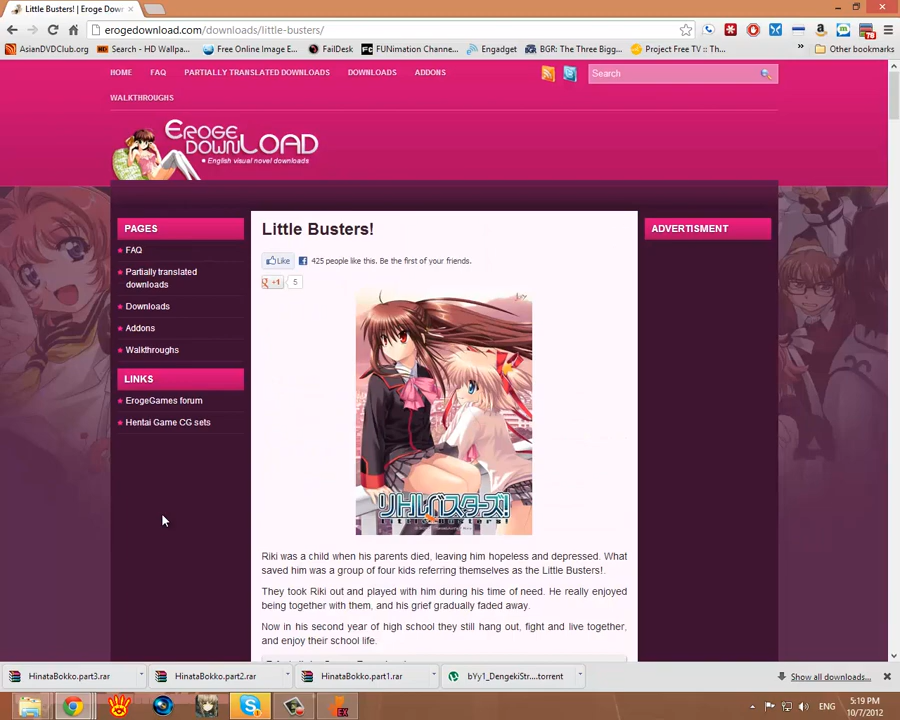 Little Busters! | Eroge Dow
erogedownload.com/downloads/little-busters/
AsianDVDClub.org
Search - HD Wallpa...
Free Online Image E...
FailDesk
FUNimation Channe...
Engadget
BGR: The Three Bigg...
Project Free TV :: Th...
»
Other bookmarks
HOME FAQ PARTIALLY TRANSLATED DOWNLOADS DOWNLOADS ADDONS
WALKTHROUGHS
Search
EROGE
DOWNLOAD
English visual novel downloads
PAGES
FAQ
Partially translated
downloads
Downloads
Addons
Walkthroughs
LINKS
ErogeGames forum
Hentai Game CG sets
Little Busters!
Like
425 people like this. Be the first of your friends.
+1 5
リトルバスターズ!
Riki was a child when his parents died, leaving him hopeless and depressed. What
saved him was a group of four kids referring themselves as the Little Busters!.
They took Riki out and played with him during his time of need. He really enjoyed
being together with them, and his grief gradually faded away.
Now in his second year of high school they still hang out, fight and live together,
and enjoy their school life.
ADVERTISMENT
HinataBokko.part3.rar
HinataBokko.part2.rar
HinataBokko.part1.rar
bYy1_DengekiStr....torrent
Show all downloads...
ENG
5:19 PM
10/7/2012